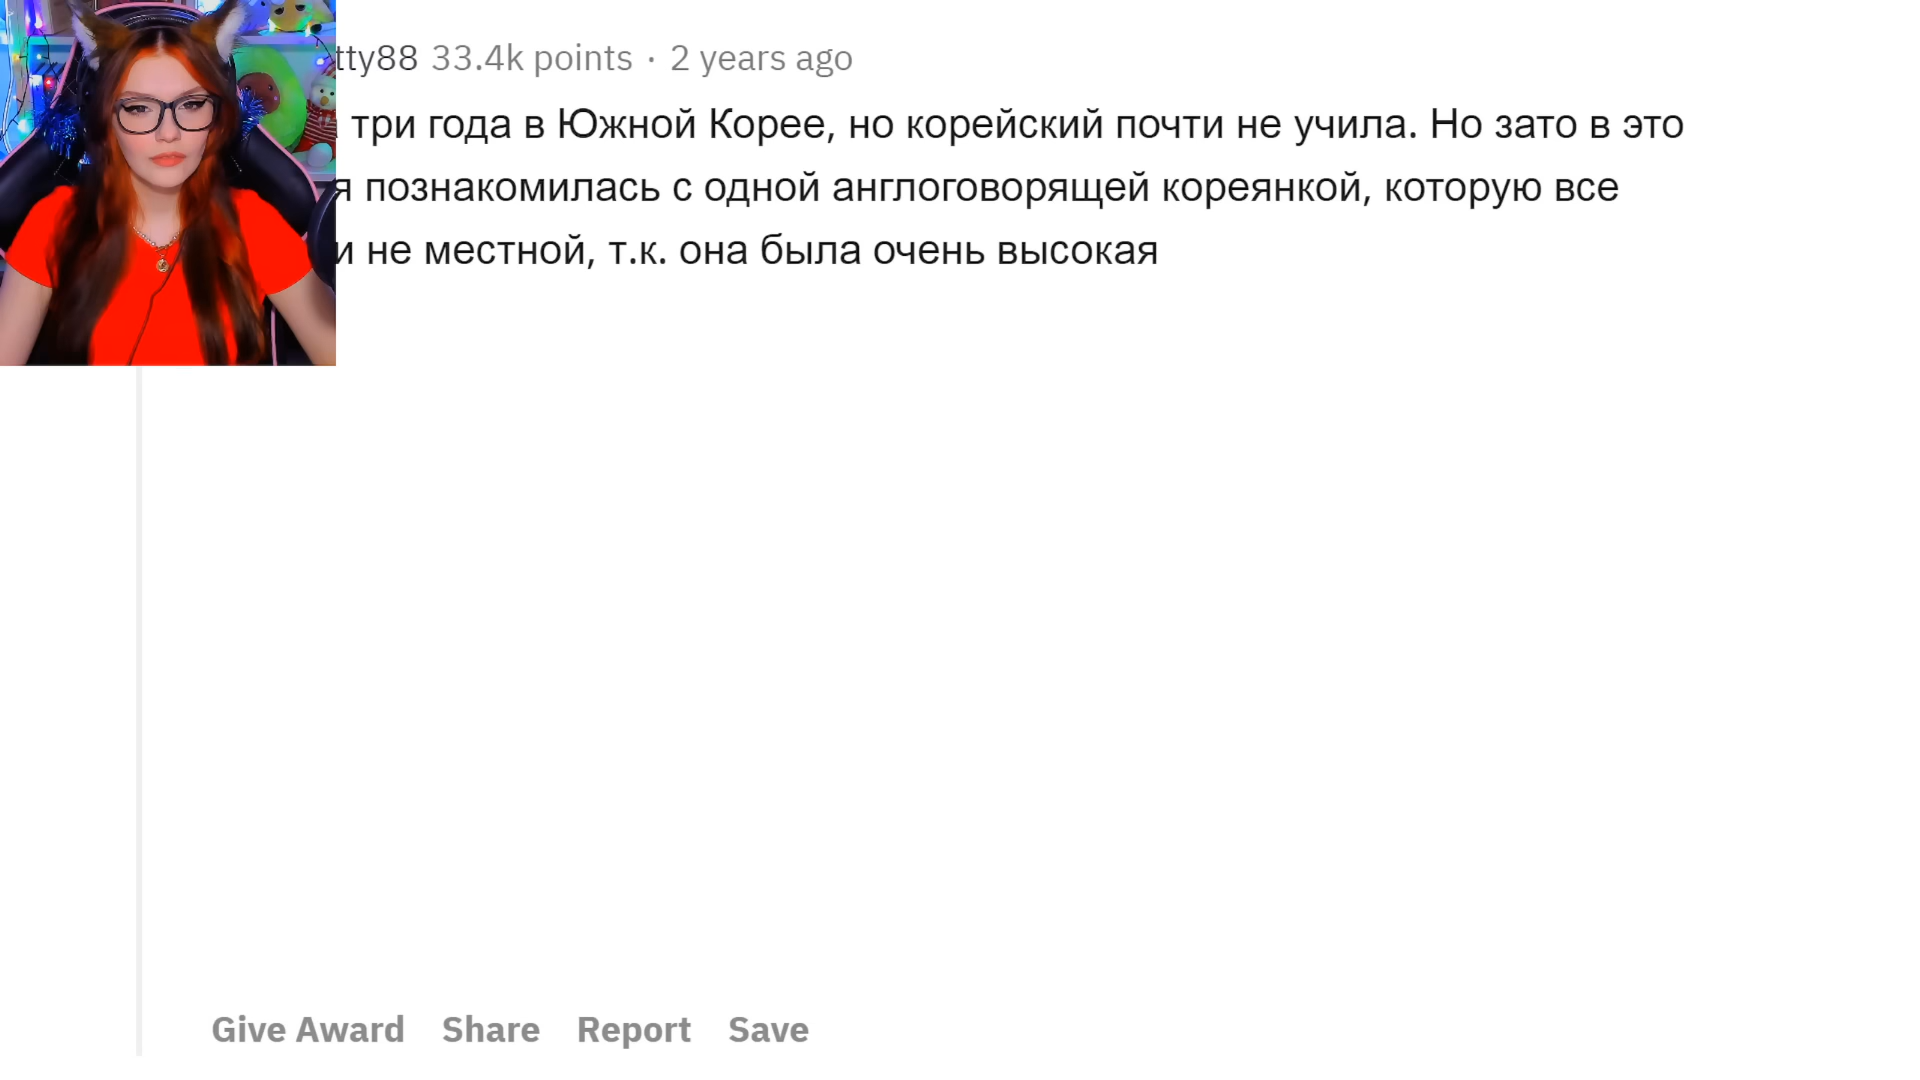 tty88 33.4k points · 2 years ago
три года в Южной Корее, но корейский почти не учила. Но зато в это
я познакомилась с одной англоговорящей кореянкой, которую все
и не местной, т.к. она была очень высокая
Give Award Share Report Save